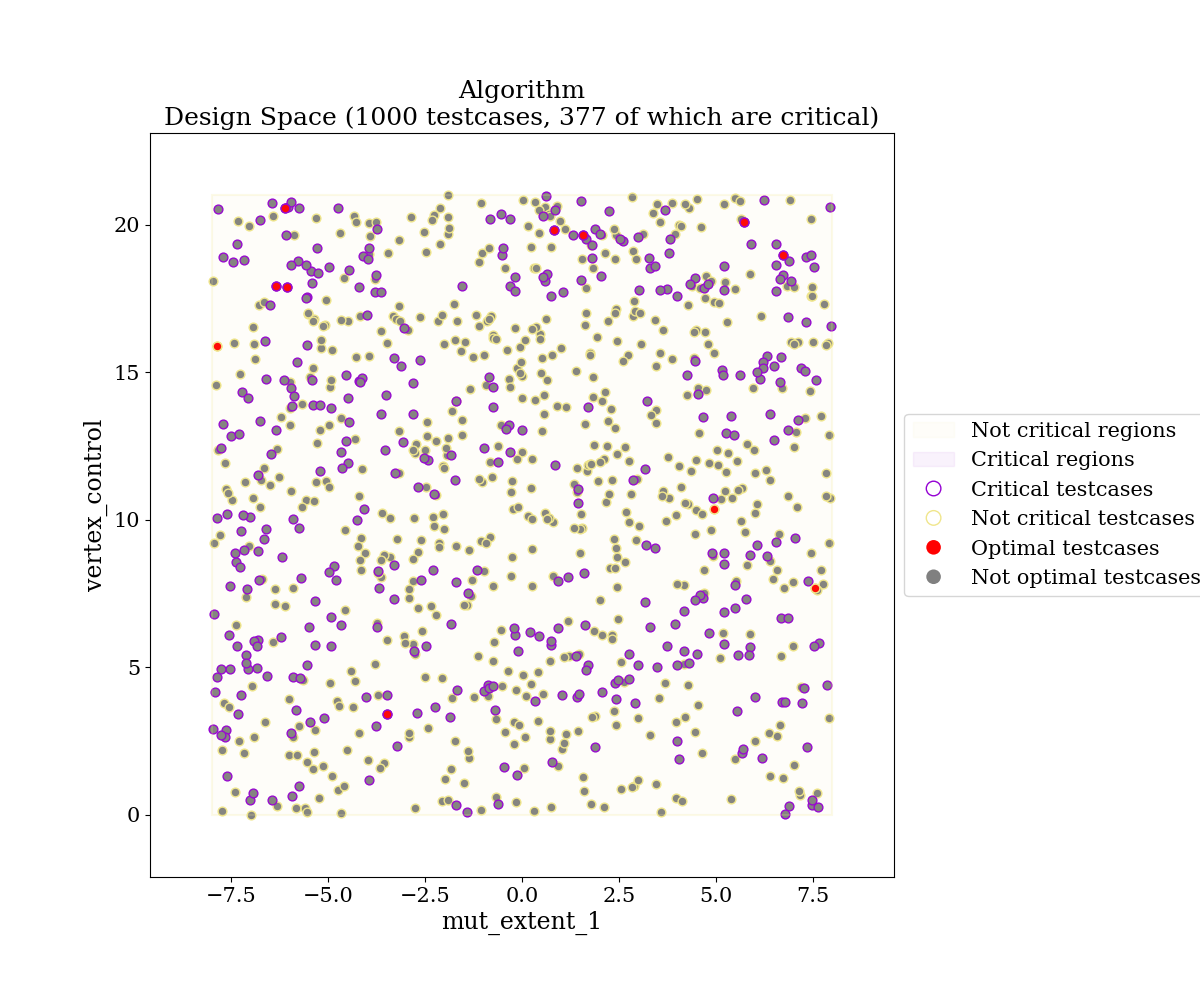 Algorithm
Design Space (1000 testcases, 377 of which are critical)
vertex_control
20
15
10
5
0
−7.5
−5.0
−2.5
0.0
2.5
5.0
7.5
mut_extent_1
Not critical regions
Critical regions
Critical testcases
Not critical testcases
Optimal testcases
Not optimal testcases